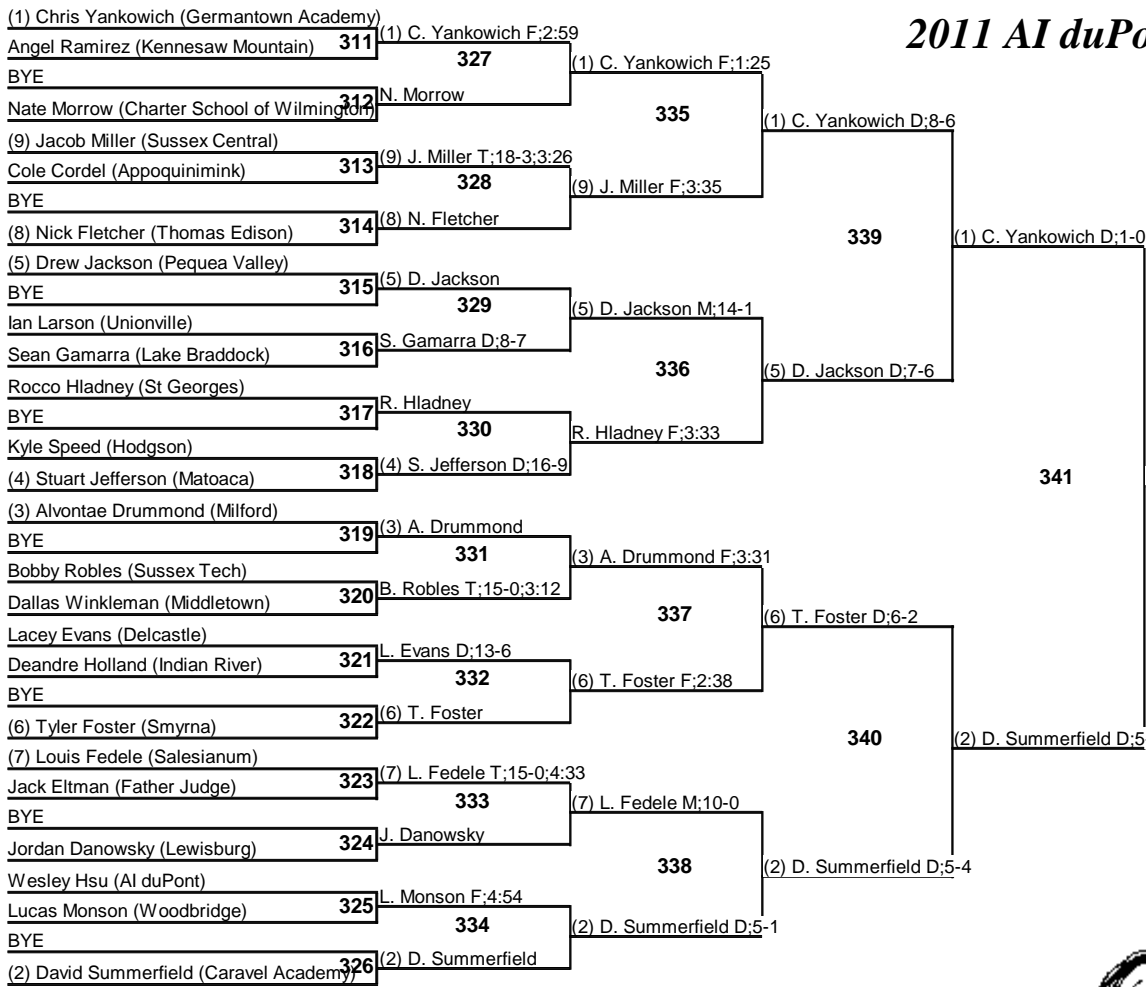 2011 AI duPo
(1) Chris Yankowich (Germantown Academy)
Angel Ramirez (Kennesaw Mountain)
BYE
Nate Morrow (Charter School of Wilmington)
(9) Jacob Miller (Sussex Central)
Cole Cordel (Appoquinimink)
BYE
(8) Nick Fletcher (Thomas Edison)
(5) Drew Jackson (Pequea Valley)
BYE
Ian Larson (Unionville)
Sean Gamarra (Lake Braddock)
Rocco Hladney (St Georges)
BYE
Kyle Speed (Hodgson)
(4) Stuart Jefferson (Matoaca)
(3) Alvontae Drummond (Milford)
BYE
Bobby Robles (Sussex Tech)
Dallas Winkleman (Middletown)
Lacey Evans (Delcastle)
Deandre Holland (Indian River)
BYE
(6) Tyler Foster (Smyrna)
(7) Louis Fedele (Salesianum)
Jack Eltman (Father Judge)
BYE
Jordan Danowsky (Lewisburg)
Wesley Hsu (AI duPont)
Lucas Monson (Woodbridge)
BYE
(2) David Summerfield (Caravel Academy)
311
312
313
314
315
316
317
318
319
320
321
322
323
324
325
326
(1) C. Yankowich F;2:59
327
N. Morrow
(9) J. Miller T;18-3;3:26
328
(8) N. Fletcher
(5) D. Jackson
329
S. Gamarra D;8-7
R. Hladney
330
(4) S. Jefferson D;16-9
(3) A. Drummond
331
B. Robles T;15-0;3:12
L. Evans D;13-6
332
(6) T. Foster
(7) L. Fedele T;15-0;4:33
333
J. Danowsky
L. Monson F;4:54
334
(2) D. Summerfield
(1) C. Yankowich F;1:25
335
(9) J. Miller F;3:35
(5) D. Jackson M;14-1
336
R. Hladney F;3:33
(3) A. Drummond F;3:31
337
(6) T. Foster F;2:38
(7) L. Fedele M;10-0
338
(2) D. Summerfield D;5-1
(1) C. Yankowich D;8-6
339
(5) D. Jackson D;7-6
(6) T. Foster D;6-2
340
(2) D. Summerfield D;5-4
(1) C. Yankowich D;1-0
341
(2) D. Summerfield D;5